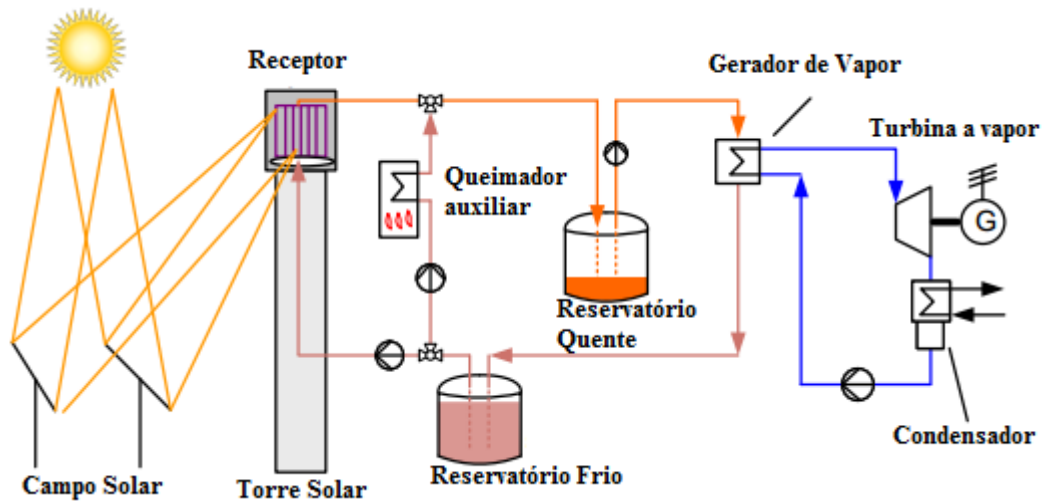 Receptor
Gerador de Vapor
Turbina a vapor
Queimador
auxiliar
G
Reservatório
Quente
Condensador
Campo Solar
Torre Solar
Reservatório Frio